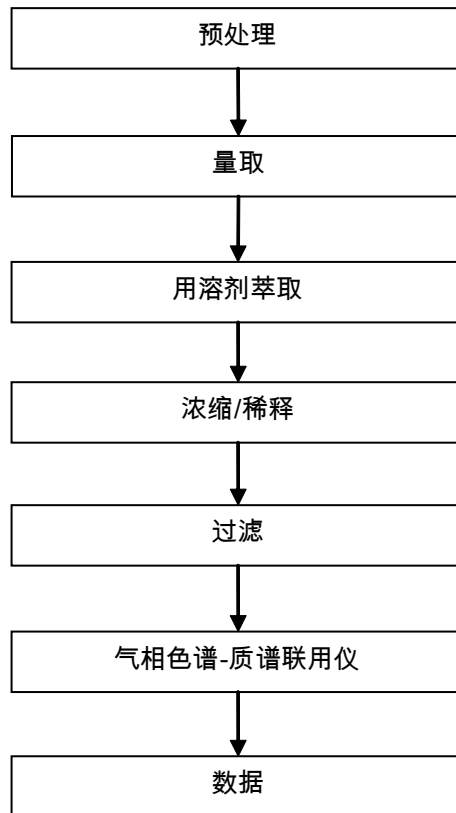 预处理
量取
用溶剂萃取
浓缩/稀释
过滤
气相色谱-质谱联用仪
数据